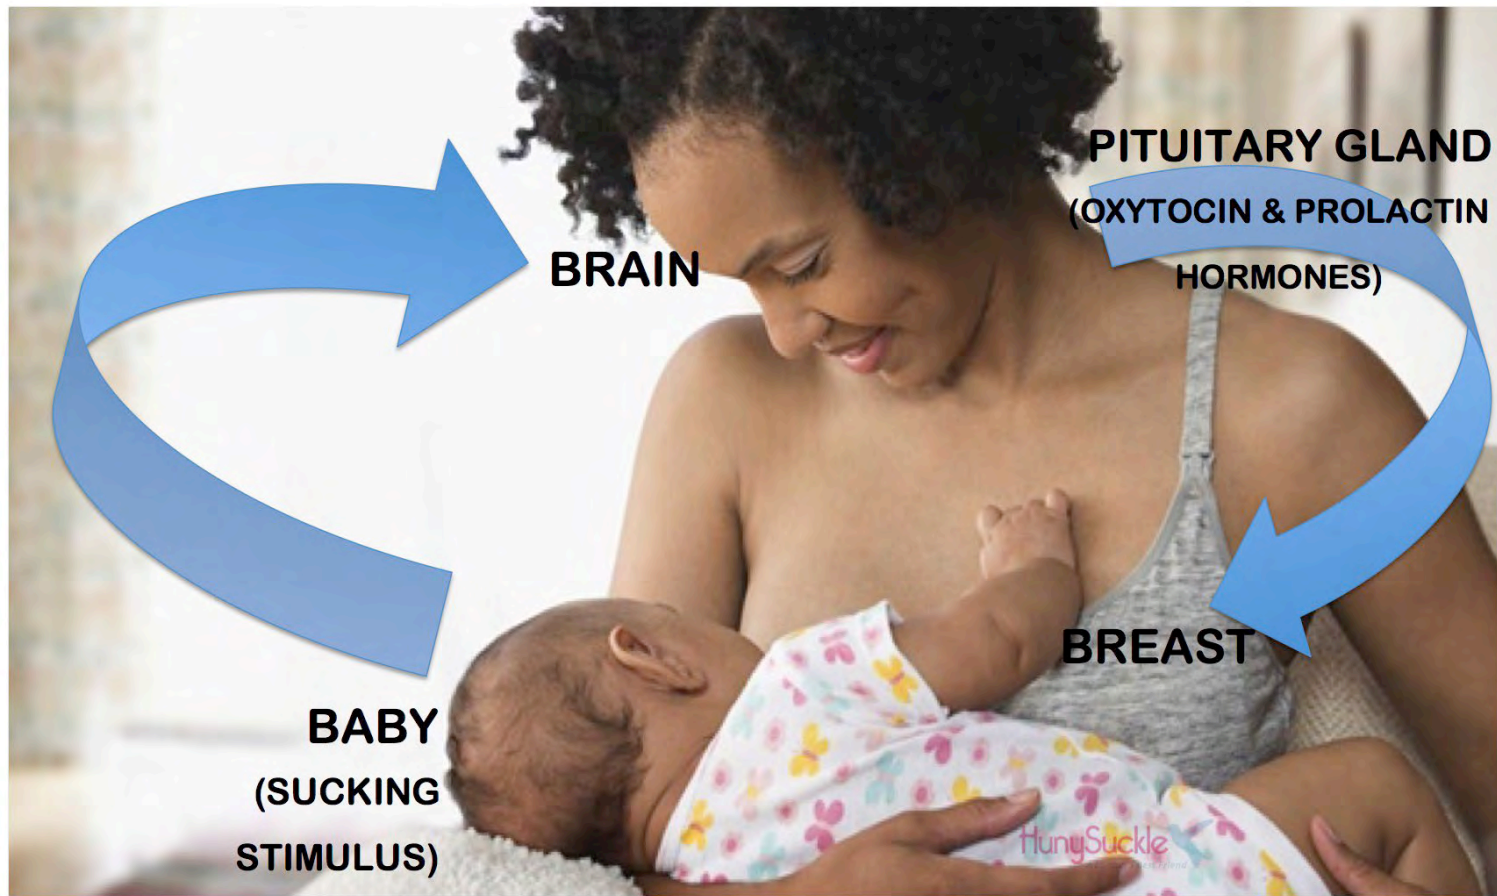 PITUITARY GLAND
(OXYTOCIN & PROLACTIN
HORMONES)
BRAIN
BREAST
BABY
(SUCKING
STIMULUS)
HunySuckle